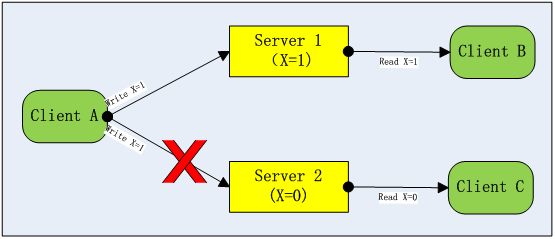 Server 1
(X=1)
Client B
Read X=1
Write X=1
Client A
Write X=1
Server 2
(X=0)
Client C
Read X=0